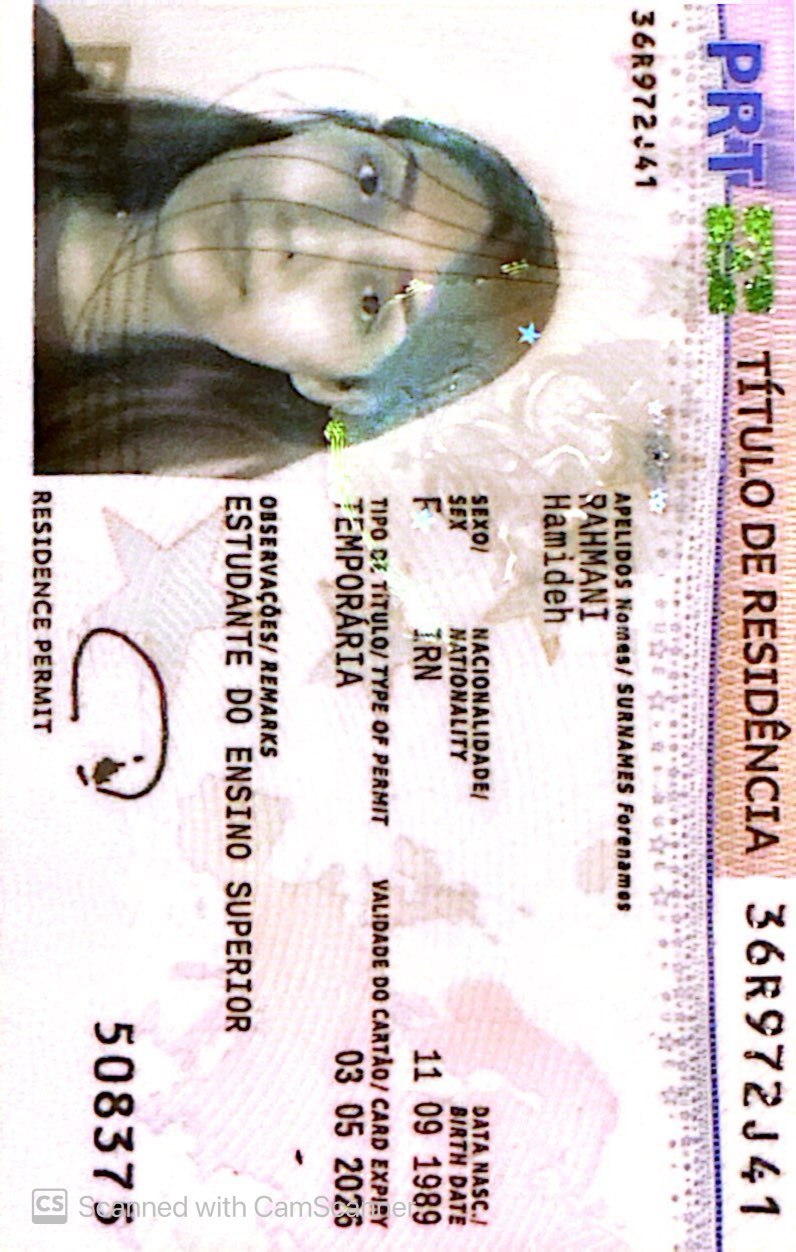 PRT
TÍTULO DE RESIDÊNCIA
36R972J41
36R972J41
APELIDOS Nomes/ SURNAMES Forenames
RAHMANI
Hamideh
SEXO/ NACIONALIDADE/ DATA NASC./
SEX NATIONALITY BIRTH DATE
F IRN 11 09 1989
TIPO DE TÍTULO/ TYPE OF PERMIT VALIDADE DO CARTÃO/ CARD EXPIRY
TEMPORÁRIA 03 05 2026
OBSERVAÇÕES/ REMARKS
ESTUDANTE DO ENSINO SUPERIOR
RESIDENCE PERMIT
CS Scanned with CamScanner